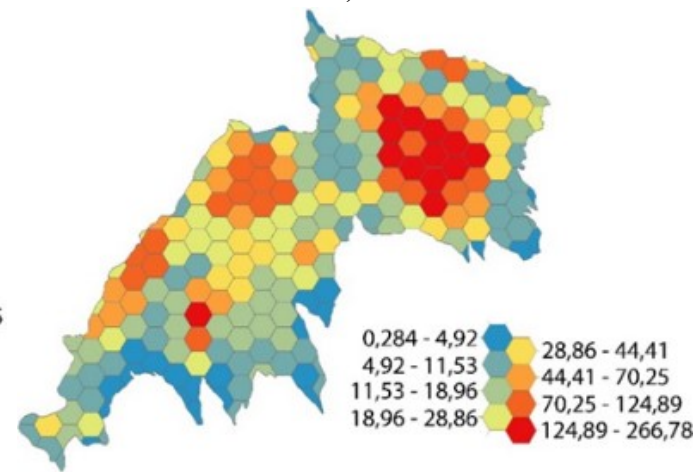 0,284 - 4,92
4,92 - 11,53
11,53 - 18,96
18,96 - 28,86
28,86 - 44,41
44,41 - 70,25
70,25 - 124,89
124,89 - 266,78